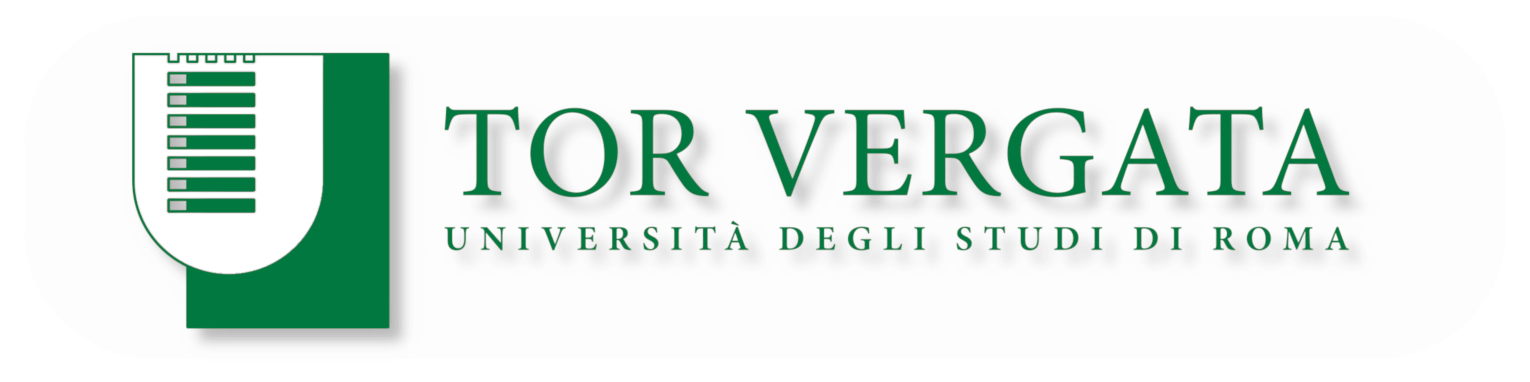 TOR VERGATA
UNIVERSITÀ DEGLI STUDI DI ROMA